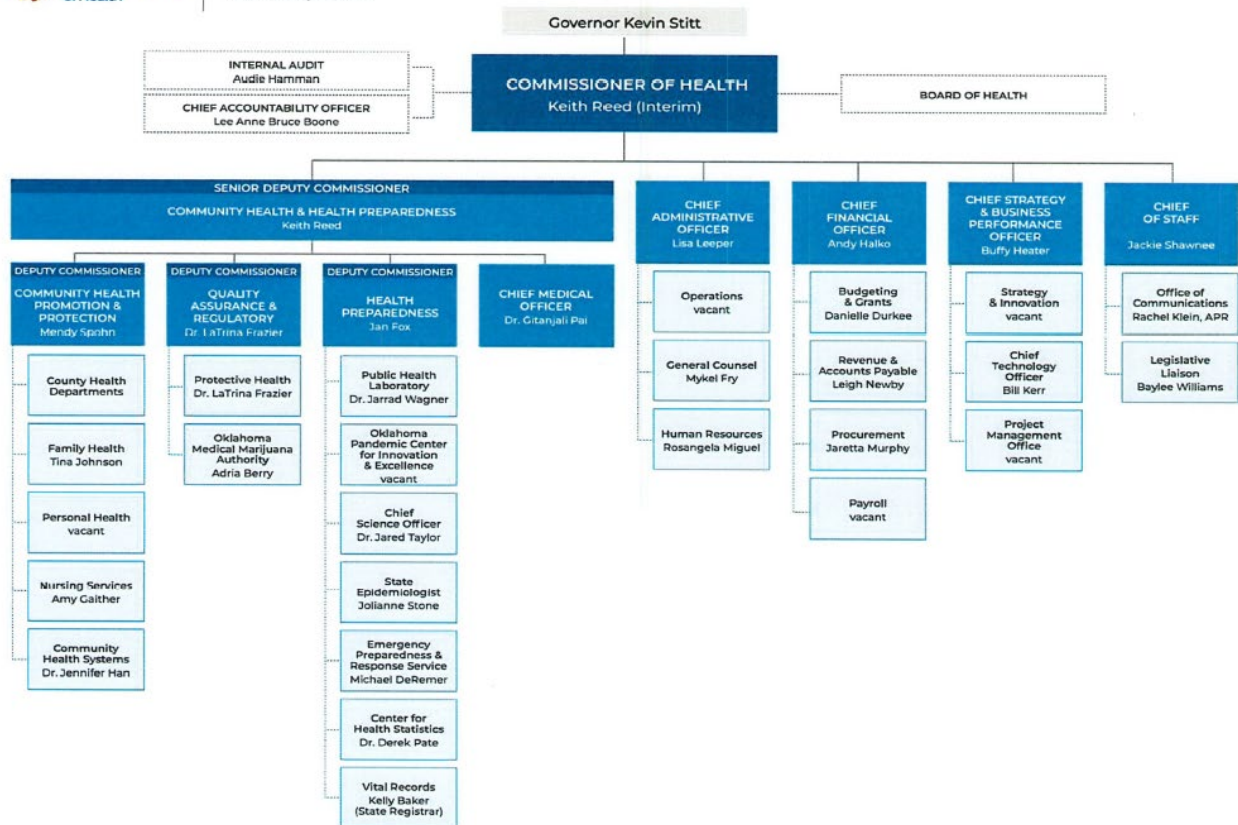 Governor Kevin Stitt
INTERNAL AUDIT
Audie Hamman
CHIEF ACCOUNTABILITY OFFICER
Lee Anne Bruce Boone
COMMISSIONER OF HEALTH
Keith Reed (Interim)
BOARD OF HEALTH
SENIOR DEPUTY COMMISSIONER
COMMUNITY HEALTH & HEALTH PREPAREDNESS
Keith Reed
CHIEF
ADMINISTRATIVE
OFFICER
Lisa Leeper
CHIEF
FINANCIAL
OFFICER
Andy Halko
CHIEF STRATEGY
& BUSINESS
PERFORMANCE
OFFICER
Buffy Heater
CHIEF
OF STAFF
Jackie Shawnee
DEPUTY COMMISSIONER
COMMUNITY HEALTH
PROMOTION &
PROTECTION
Mendy Spohn
DEPUTY COMMISSIONER
QUALITY
ASSURANCE &
REGULATORY
Dr. LaTrina Frazier
DEPUTY COMMISSIONER
HEALTH
PREPAREDNESS
Jan Fox
CHIEF MEDICAL
OFFICER
Dr. Gitanjali Pai
County Health
Departments
Family Health
Tina Johnson
Personal Health
vacant
Nursing Services
Amy Gaither
Community
Health Systems
Dr. Jennifer Han
Protective Health
Dr. LaTrina Frazier
Oklahoma
Medical Marijuana
Authority
Adria Berry
Public Health
Laboratory
Dr. Jarrad Wagner
Oklahoma
Pandemic Center
for Innovation
& Excellence
vacant
Chief
Science Officer
Dr. Jared Taylor
State
Epidemiologist
Jolianne Stone
Emergency
Preparedness &
Response Service
Michael DeRemer
Center for
Health Statistics
Dr. Derek Pate
Vital Records
Kelly Baker
(State Registrar)
Operations
vacant
General Counsel
Mykel Fry
Human Resources
Rosangela Miguel
Budgeting
& Grants
Danielle Durkee
Revenue &
Accounts Payable
Leigh Newby
Procurement
Jaretta Murphy
Payroll
vacant
Strategy
& Innovation
vacant
Chief
Technology
Officer
Bill Kerr
Project
Management
Office
vacant
Office of
Communications
Rachel Klein, APR
Legislative
Liaison
Baylee Williams